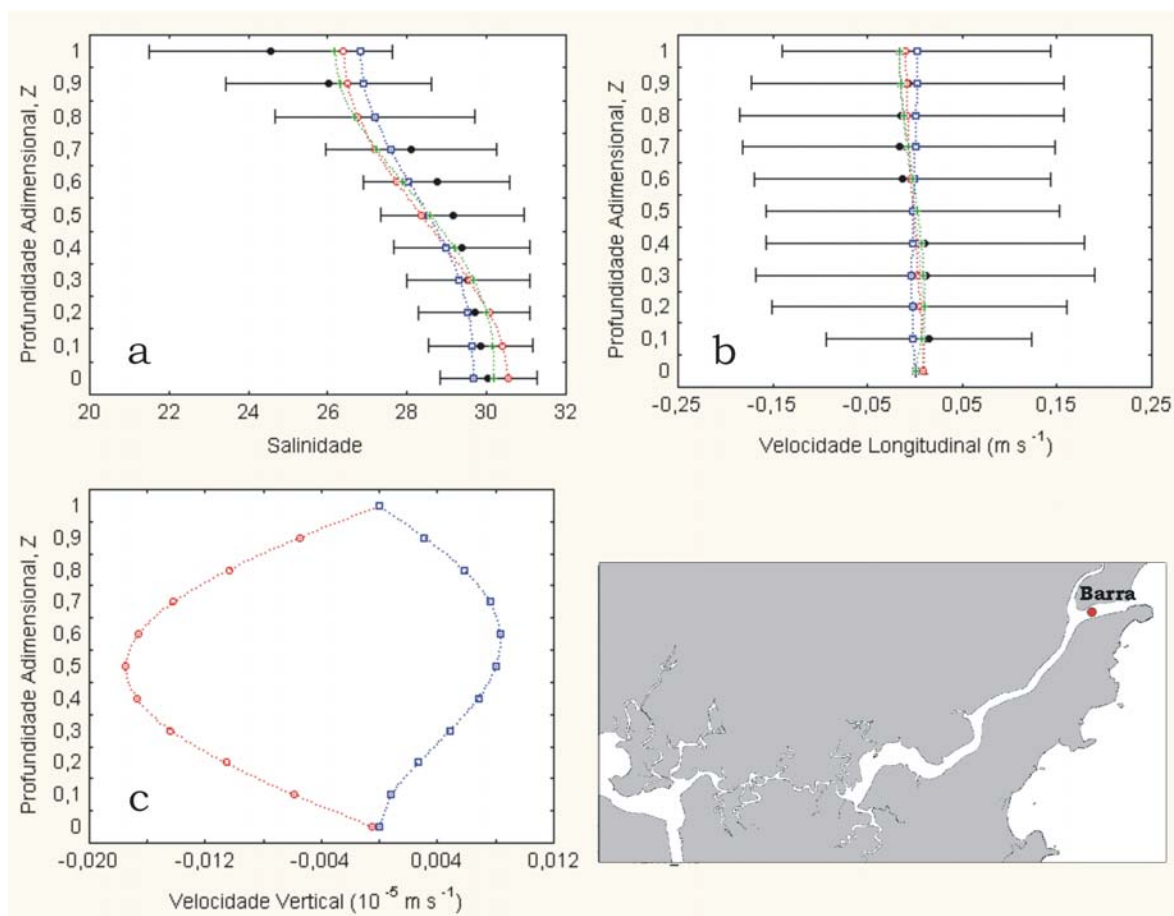 Profundidade Adimensional, Z
1
0,9
0,8
0,7
0,6
0,5
0,4
0,3
0,2
0,1
0
a
20 22 24 26 28 30 32
Salinidade
Profundidade Adimensional, Z
1
0,9
0,8
0,7
0,6
0,5
0,4
0,3
0,2
0,1
0
b
-0,25 -0,15 -0,05 0,05 0,15 0,25
Velocidade Longitudinal (m s⁻¹)
Profundidade Adimensional, Z
1
0,9
0,8
0,7
0,6
0,5
0,4
0,3
0,2
0,1
0
c
-0,020 -0,012 -0,004 0,004 0,012
Velocidade Vertical (10⁻⁵ m s⁻¹)
Barra